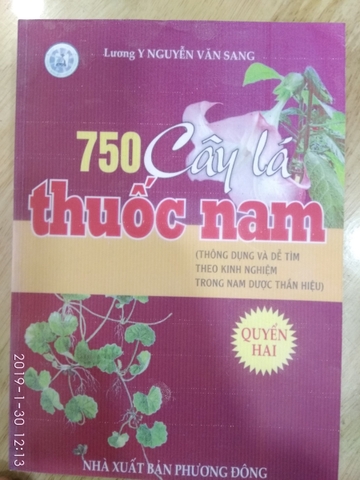 Lương Y NGUYỄN VĂN SANG
750 Cây lá
thuốc nam
(THÔNG DỤNG VÀ DỄ TÌM
THEO KINH NGHIỆM
TRONG NAM DƯỢC THẦN HIỆU)
QUYỂN
HAI
NHÀ XUẤT BẢN PHƯƠNG ĐÔNG
2019-1-30 12:13